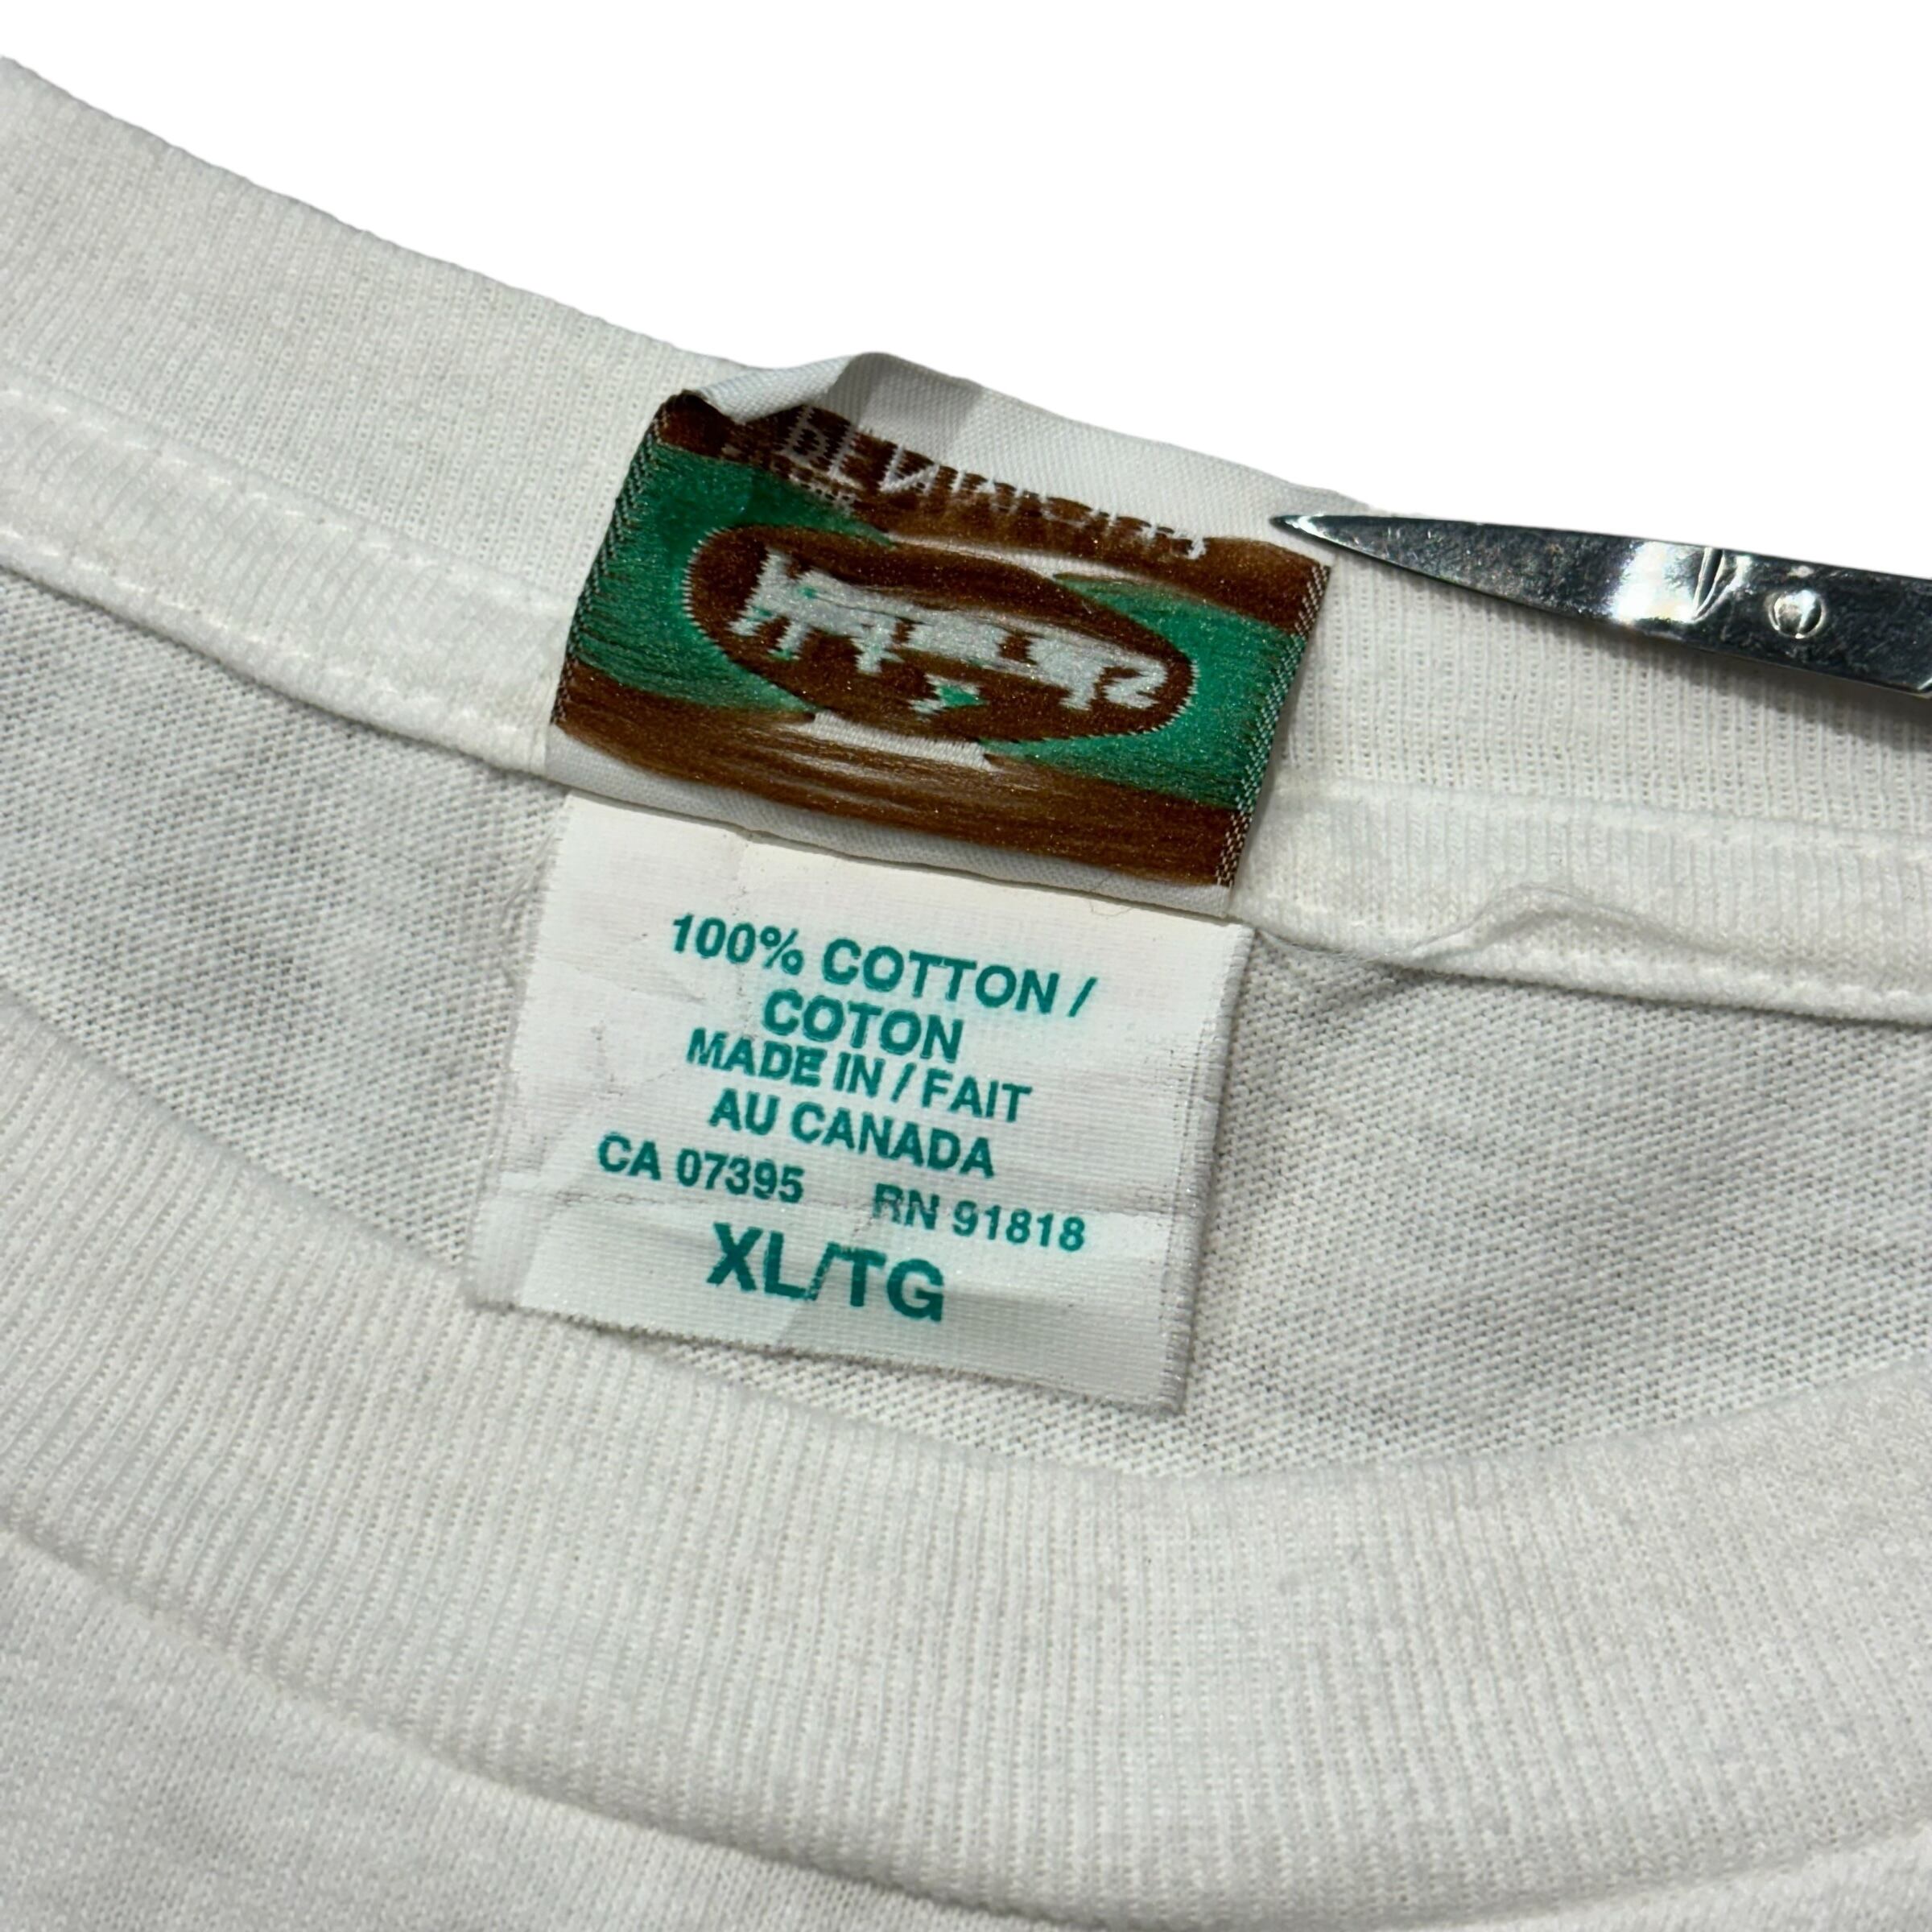 100% COTTON /
COTON
MADE IN / FAIT
AU CANADA
CA 07395 RN 91818
XL/TG